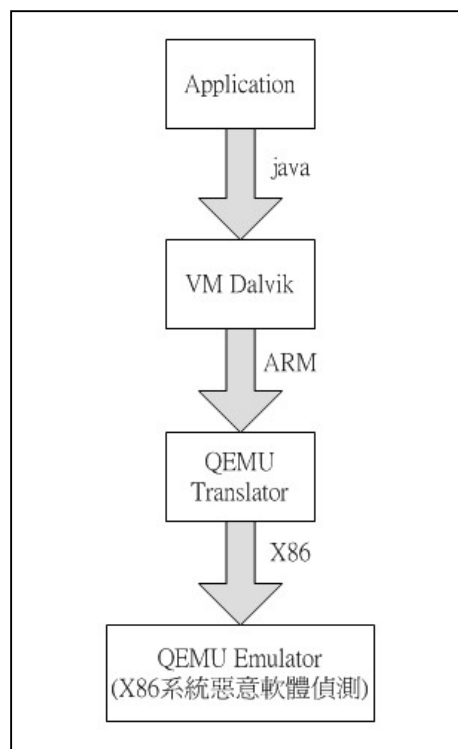 Application
java
VM Dalvik
ARM
QEMU
Translator
X86
QEMU Emulator
(X86系統惡意軟體偵測)